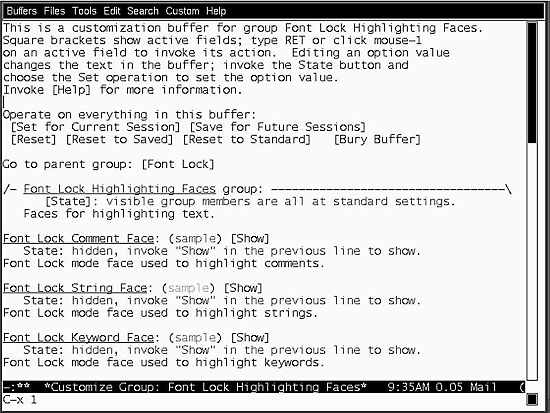 Buffers Files Tools Edit Search Custom Help
This is a customization buffer for group Font Lock Highlighting Faces.
Square brackets show active fields; type RET or click mouse-1
on an active field to invoke its action.  Editing an option value
changes the text in the buffer; invoke the State button and
choose the Set operation to set the option value.
Invoke [Help] for more information.
Operate on everything in this buffer:
 [Set for Current Session] [Save for Future Sessions]
 [Reset] [Reset to Saved] [Reset to Standard]   [Bury Buffer]
Go to parent group: [Font Lock]
/- Font Lock Highlighting Faces group: ----------------------------------\
      [State]: visible group members are all at standard settings.
   Faces for highlighting text.
Font Lock Comment Face: (sample) [Show]
   State: hidden, invoke "Show" in the previous line to show.
Font Lock mode face used to highlight comments.
Font Lock String Face: (sample) [Show]
   State: hidden, invoke "Show" in the previous line to show.
Font Lock mode face used to highlight strings.
Font Lock Keyword Face: (sample) [Show]
   State: hidden, invoke "Show" in the previous line to show.
Font Lock mode face used to highlight keywords.
-:**  *Customize Group: Font Lock Highlighting Faces*   9:35AM 0.05 Mail   (
C-x 1